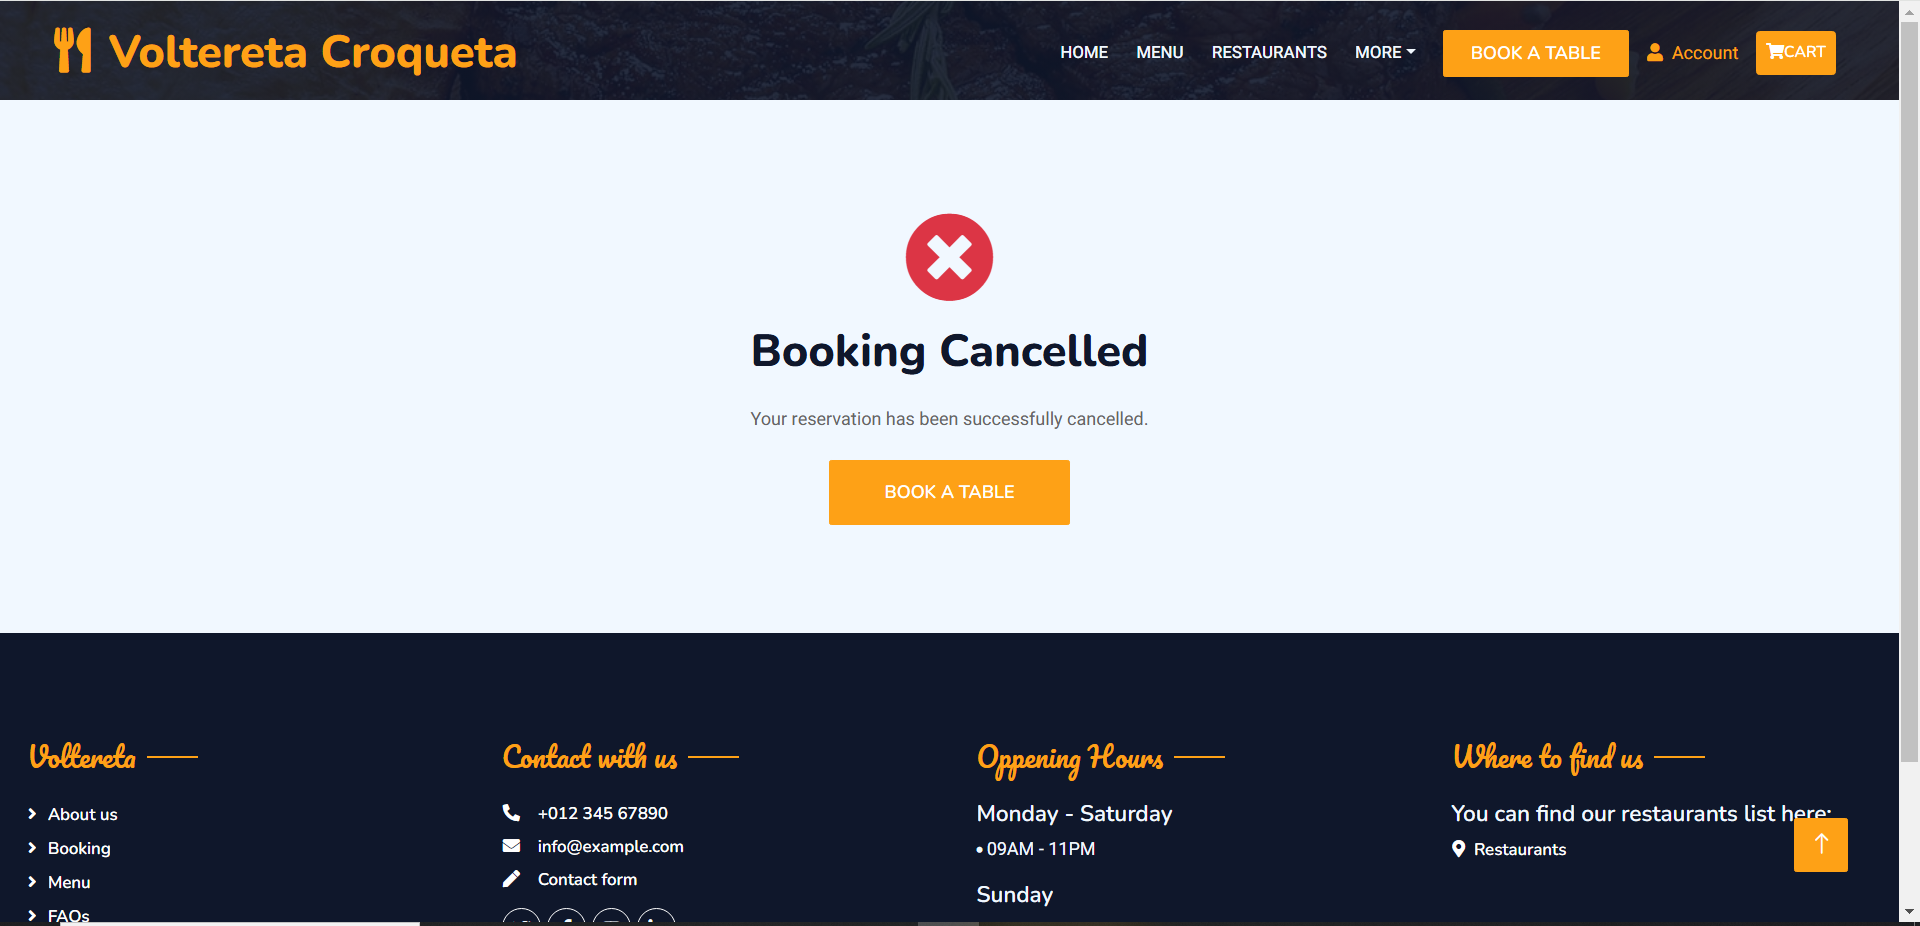 Voltereta Croqueta
HOME MENU RESTAURANTS MORE BOOK A TABLE Account CART
Booking Cancelled
Your reservation has been successfully cancelled.
BOOK A TABLE
Voltereta
About us
Booking
Menu
FAQs
Contact with us
+012 345 67890
info@example.com
Contact form
Oppening Hours
Monday - Saturday
• 09AM - 11PM
Sunday
Where to find us
You can find our restaurants list here:
Restaurants